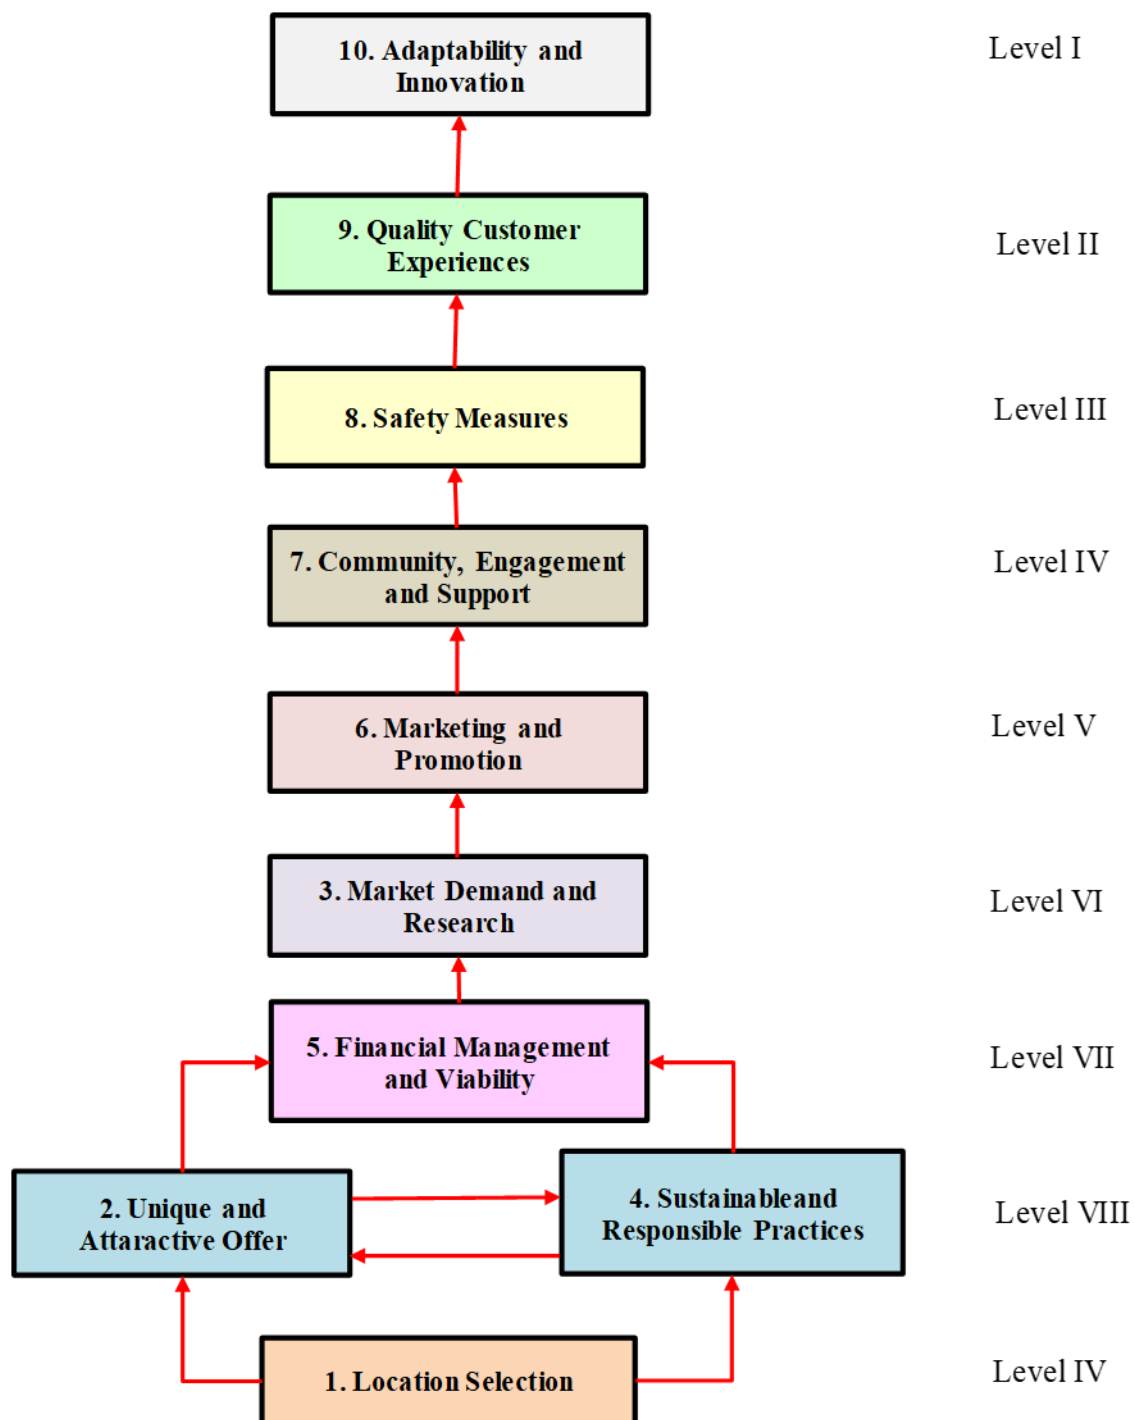 10. Adaptability and
Innovation
Level I
9. Quality Customer
Experiences
Level II
8. Safety Measures
Level III
7. Community, Engagement
and Support
Level IV
6. Marketing and
Promotion
Level V
3. Market Demand and
Research
Level VI
5. Financial Management
and Viability
Level VII
2. Unique and
Attaractive Offer
4. Sustainableand
Responsible Practices
Level VIII
1. Location Selection
Level IV